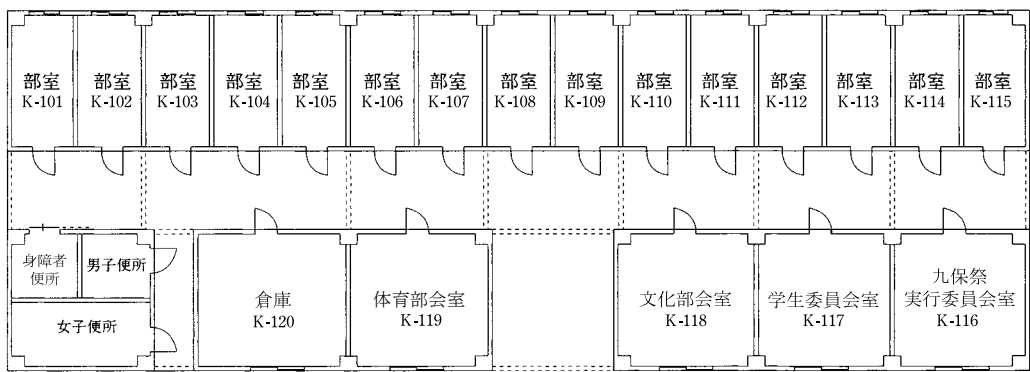 部室
K-101
部室
K-102
部室
K-103
部室
K-104
部室
K-105
部室
K-106
部室
K-107
部室
K-108
部室
K-109
部室
K-110
部室
K-111
部室
K-112
部室
K-113
部室
K-114
部室
K-115
身障者
便所
男子便所
女子便所
倉庫
K-120
体育部会室
K-119
文化部会室
K-118
学生委員会室
K-117
九保祭
実行委員会室
K-116